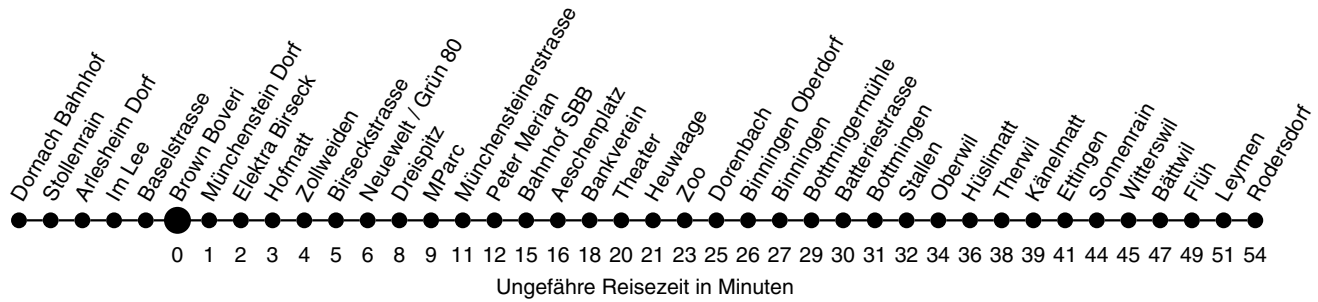 Dornach Bahnhof
Stollenrain
Arlesheim Dorf
Im Lee
Baselstrasse
Brown Boveri
Münchenstein Dorf
Elektra Birseck
Hofmatt
Zollweiden
Birseckstrasse
Neuewelt / Grün 80
Dreispitz
MParc
Münchensteinerstrasse
Peter Merian
Bahnhof SBB
Aeschenplatz
Bankverein
Theater
Heuwaage
Zoo
Dorenbach
Binningen Oberdorf
Binningen
Bottmingermühle
Batteriestrasse
Bottmingen
Stallen
Oberwil
Hüslimatt
Therwil
Känelmatt
Ettingen
Sonnenrain
Witterswil
Bättwil
Flüh
Leymen
Rodersdorf
0 1 2 3 4 5 6 8 9 11 12 15 16 18 20 21 23 25 26 27 29 30 31 32 34 36 38 39 41 44 45 47 49 51 54
Ungefähre Reisezeit in Minuten